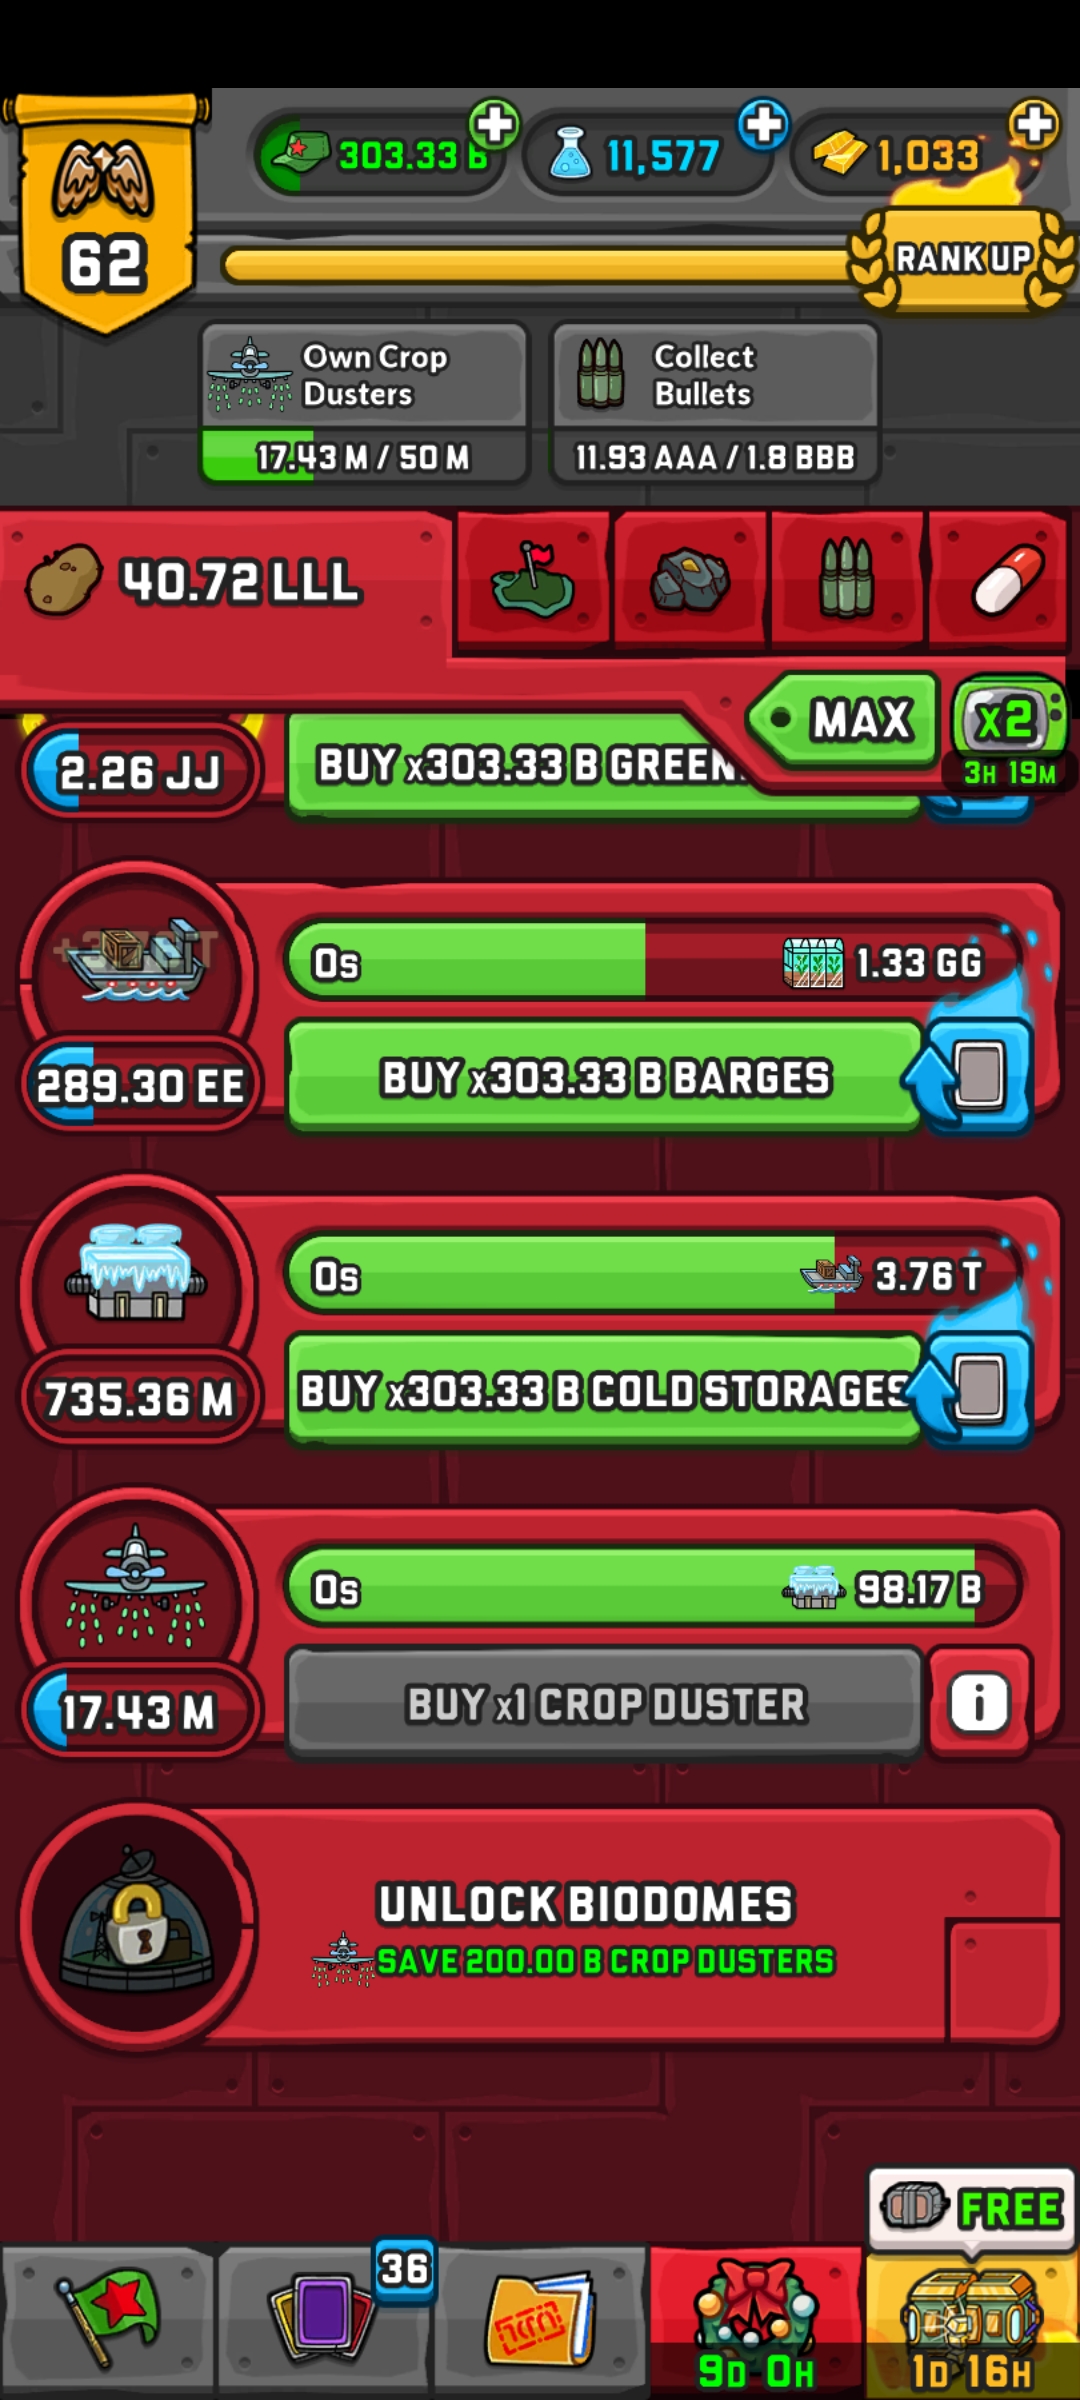 303.33 B
11,577
1,033
62
RANK UP
Own Crop
Dusters
17.43 M / 50 M
Collect
Bullets
11.93 AAA / 1.8 BBB
40.72 LLL
MAX
x2
3H 19M
2.26 JJ
BUY x303.33 B GREEN
0s
1.33 GG
289.30 EE
BUY x303.33 B BARGES
0s
3.76 T
735.36 M
BUY x303.33 B COLD STORAGES
0s
98.17 B
17.43 M
BUY x1 CROP DUSTER
i
UNLOCK BIODOMES
SAVE 200.00 B CROP DUSTERS
FREE
36
9D 0H
1D 16H